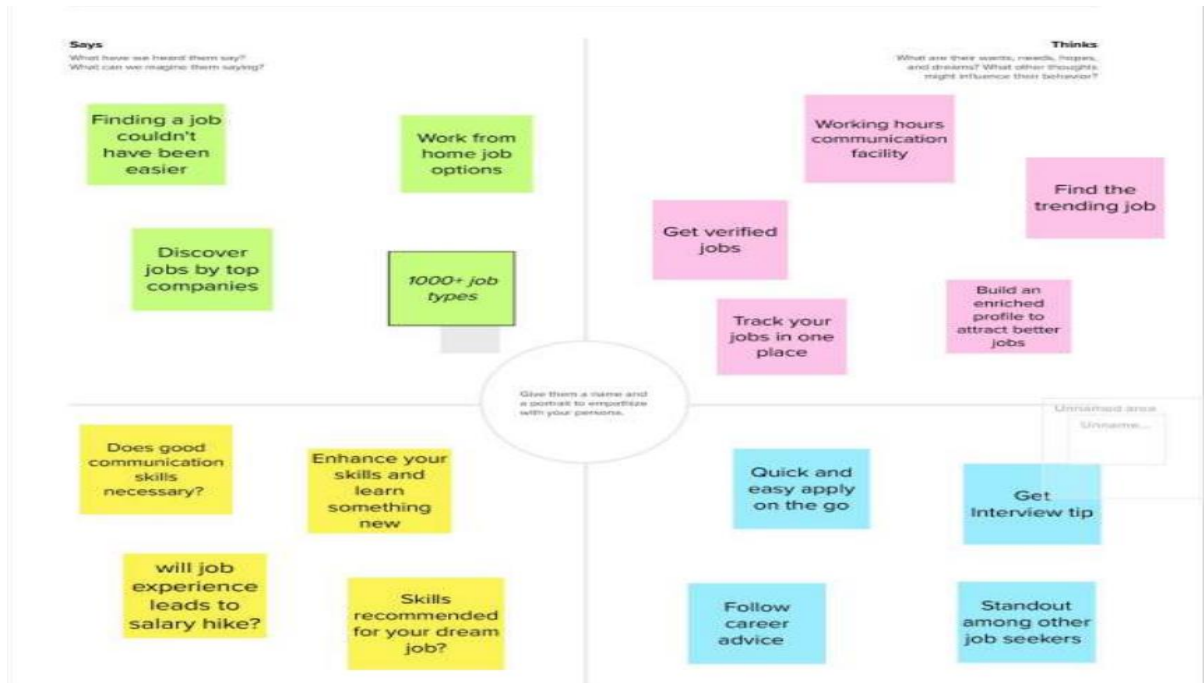 Says
What have we heard them say?
What can we imagine them saying?
Finding a job
couldn't
have been
easier
Work from
home job
options
Discover
jobs by top
companies
1000+ job
types
Thinks
What are their wants, needs, hopes,
and dreams? What other thoughts
might influence their behavior?
Working hours
communication
facility
Find the
trending job
Get verified
jobs
Build an
enriched
profile to
attract better
jobs
Track your
jobs in one
place
Give them a name and
a portrait to empathize
with your persona.
Does good
communication
skills
necessary?
Enhance your
skills and
learn
something
new
will job
experience
leads to
salary hike?
Skills
recommended
for your dream
job?
Unnamed area
Unname...
Quick and
easy apply
on the go
Get
Interview tip
Follow
career
advice
Standout
among other
job seekers